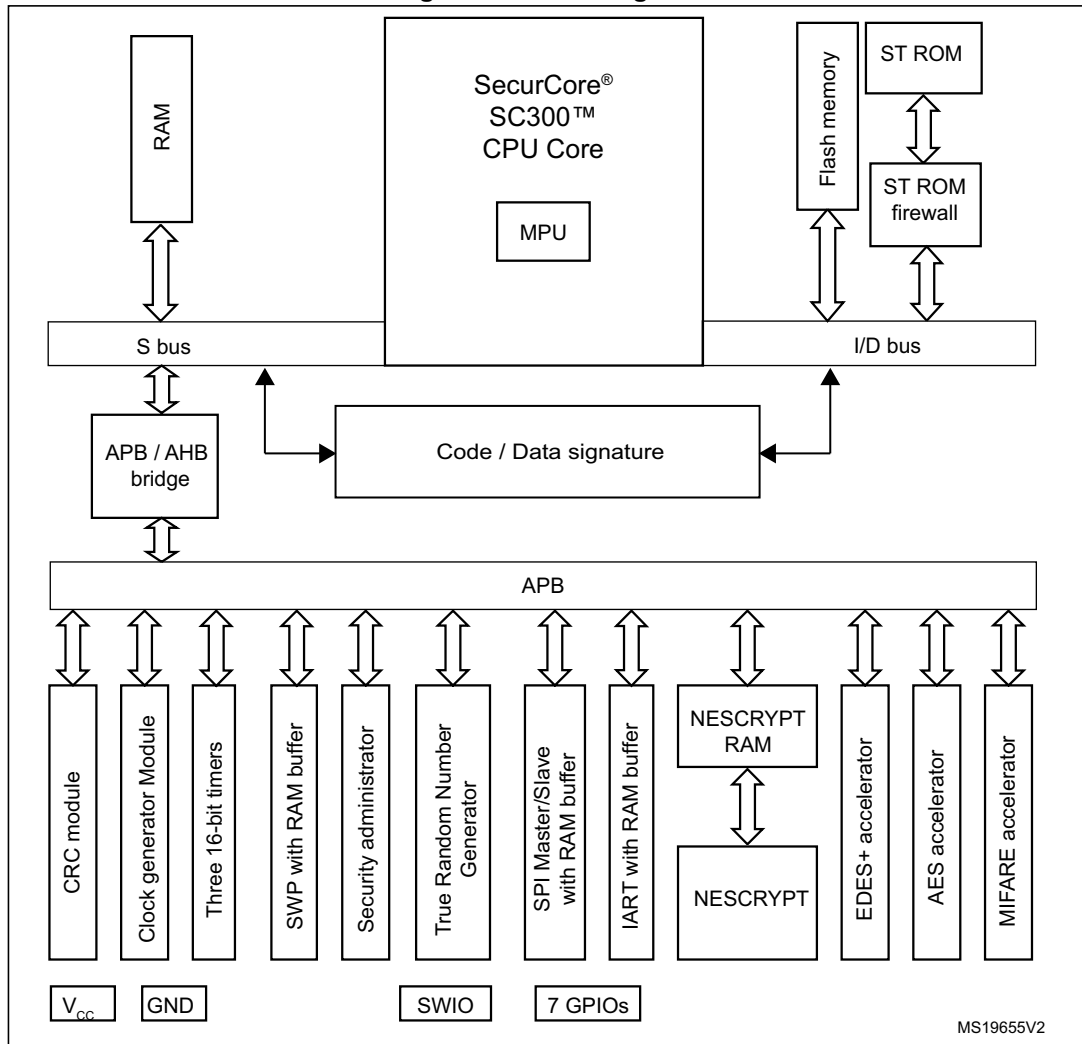 RAM
SecurCore®
SC300™
CPU Core
MPU
Flash memory
ST ROM
ST ROM
firewall
S bus
I/D bus
APB / AHB
bridge
Code / Data signature
APB
CRC module
Clock generator Module
Three 16-bit timers
SWP with RAM buffer
Security administrator
True Random Number
Generator
SPI Master/Slave
with RAM buffer
IART with RAM buffer
NESCRYPT
RAM
NESCRYPT
EDES+ accelerator
AES accelerator
MIFARE accelerator
VCC
GND
SWIO
7 GPIOs
MS19655V2